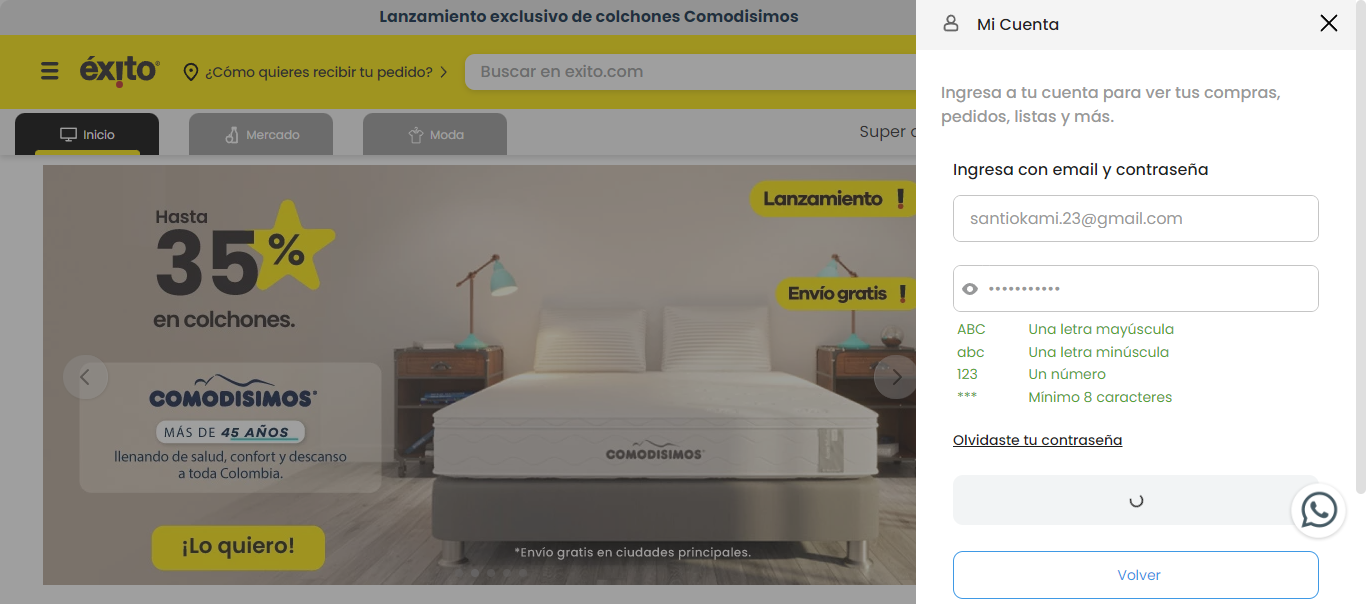 Lanzamiento exclusivo de colchones Comodisimos
éxito
¿Cómo quieres recibir tu pedido?
Buscar en exito.com
Inicio
Mercado
Moda
Super
Hasta
35%
en colchones.
COMODISIMOS
MÁS DE 45 AÑOS
llenando de salud, confort y descanso
a toda Colombia.
¡Lo quiero!
Lanzamiento !
Envío gratis !
COMODISIMOS
*Envío gratis en ciudades principales.
Mi Cuenta
Ingresa a tu cuenta para ver tus compras,
pedidos, listas y más.
Ingresa con email y contraseña
santiokami.23@gmail.com
•••••••••••
ABC Una letra mayúscula
abc Una letra minúscula
123 Un número
*** Mínimo 8 caracteres
Olvidaste tu contraseña
Volver